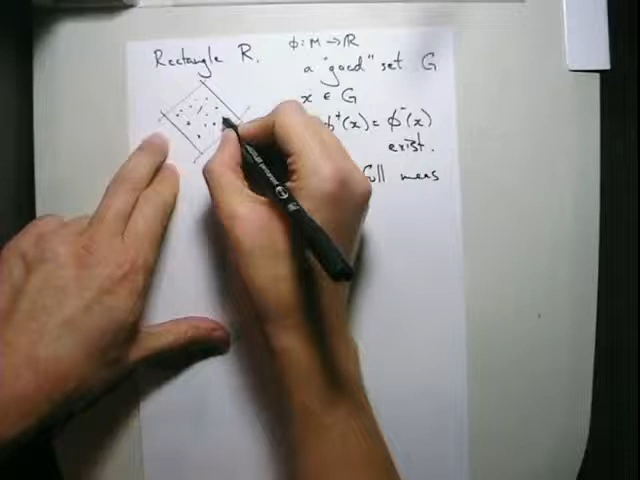 Rectangle R.
φ: M → ℝ
a "good" set G
x ∈ G
φ⁺(x) = φ⁻(x)
exist.
full meas